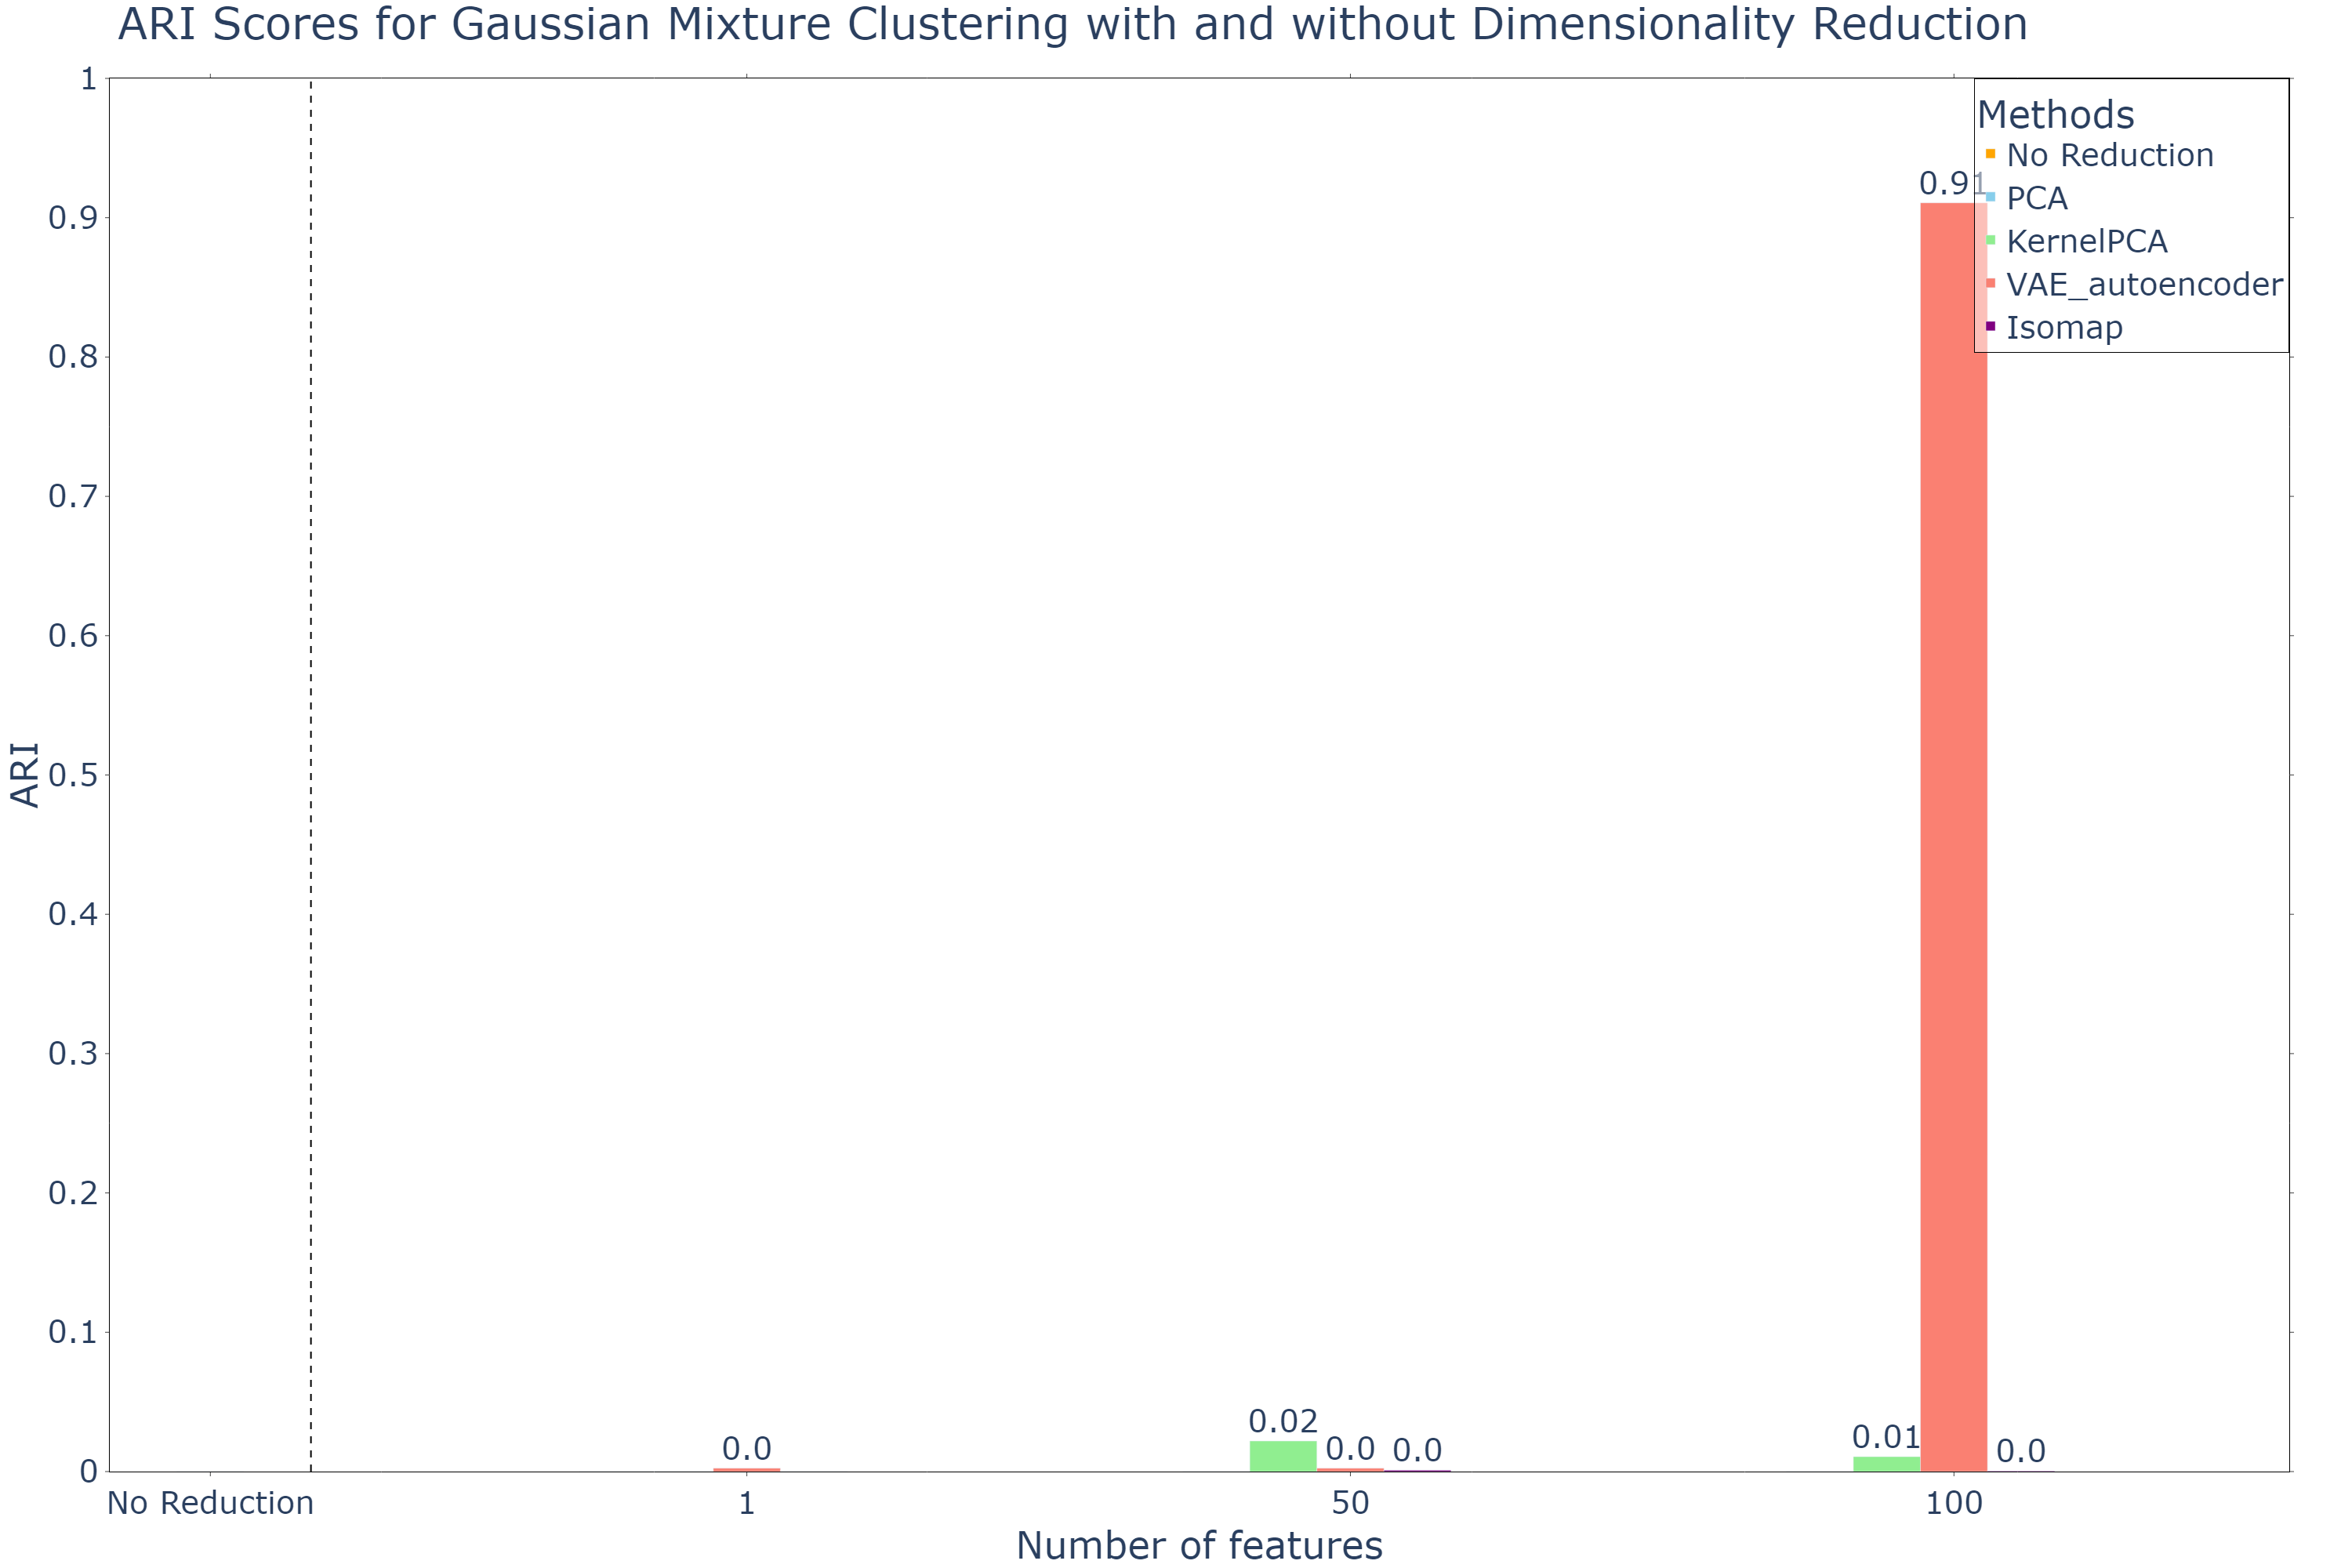 ARI Scores for Gaussian Mixture Clustering with and without Dimensionality Reduction
1
0.9
0.8
0.7
0.6
0.5
0.4
0.3
0.2
0.1
0
ARI
Methods
No Reduction
PCA
KernelPCA
VAE_autoencoder
Isomap
0.0
0.02
0.0
0.0
0.01
0.91
0.0
No Reduction
1
50
100
Number of features